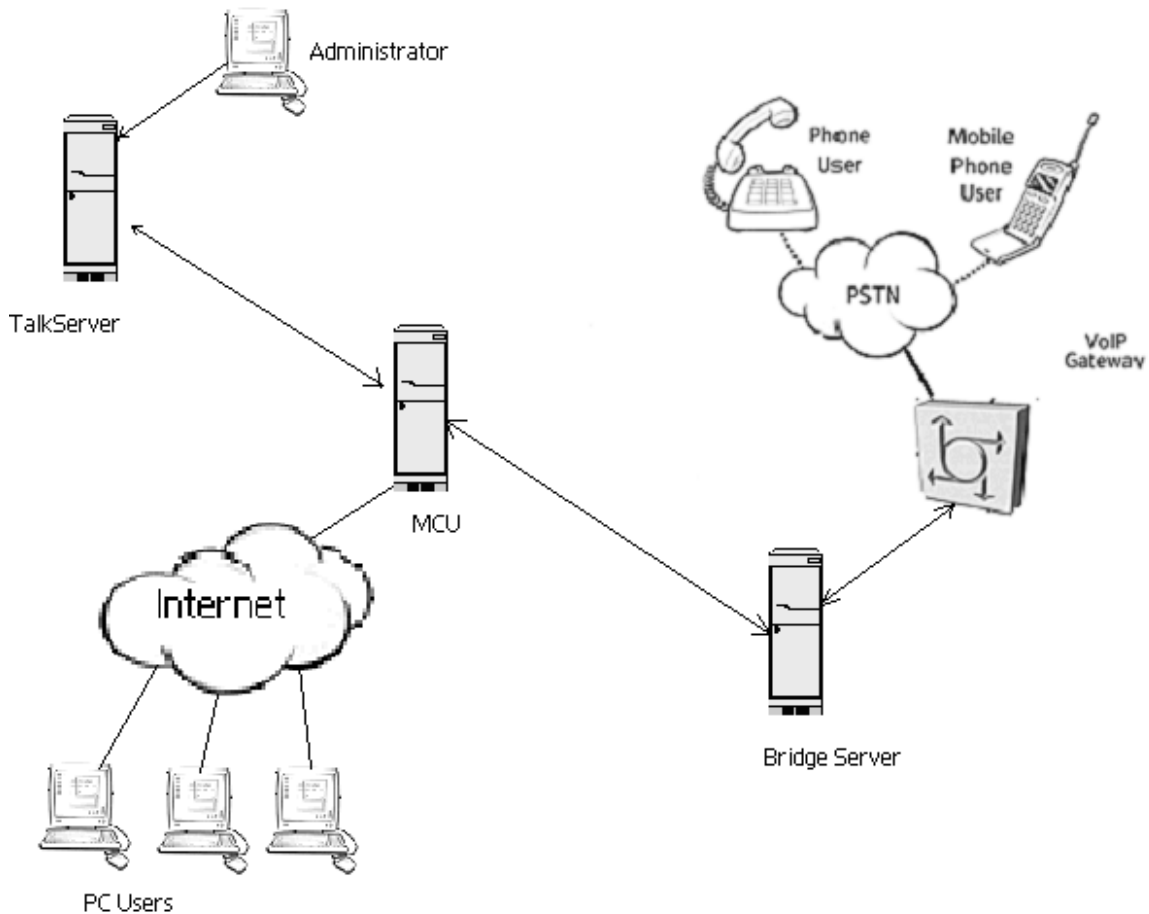 Administrator
Phone
User
Mobile
Phone
User
TalkServer
PSTN
VoIP
Gateway
MCU
Internet
Bridge Server
PC Users